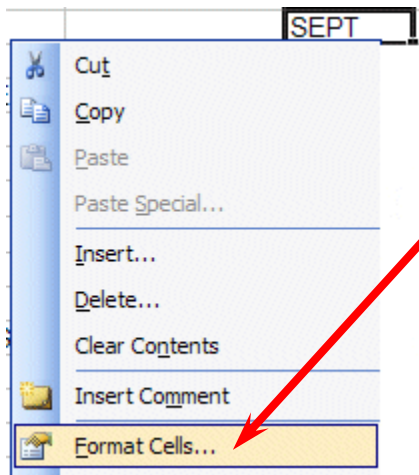 SEPT
Cut
Copy
Paste
Paste Special...
Insert...
Delete...
Clear Contents
Insert Comment
Format Cells...